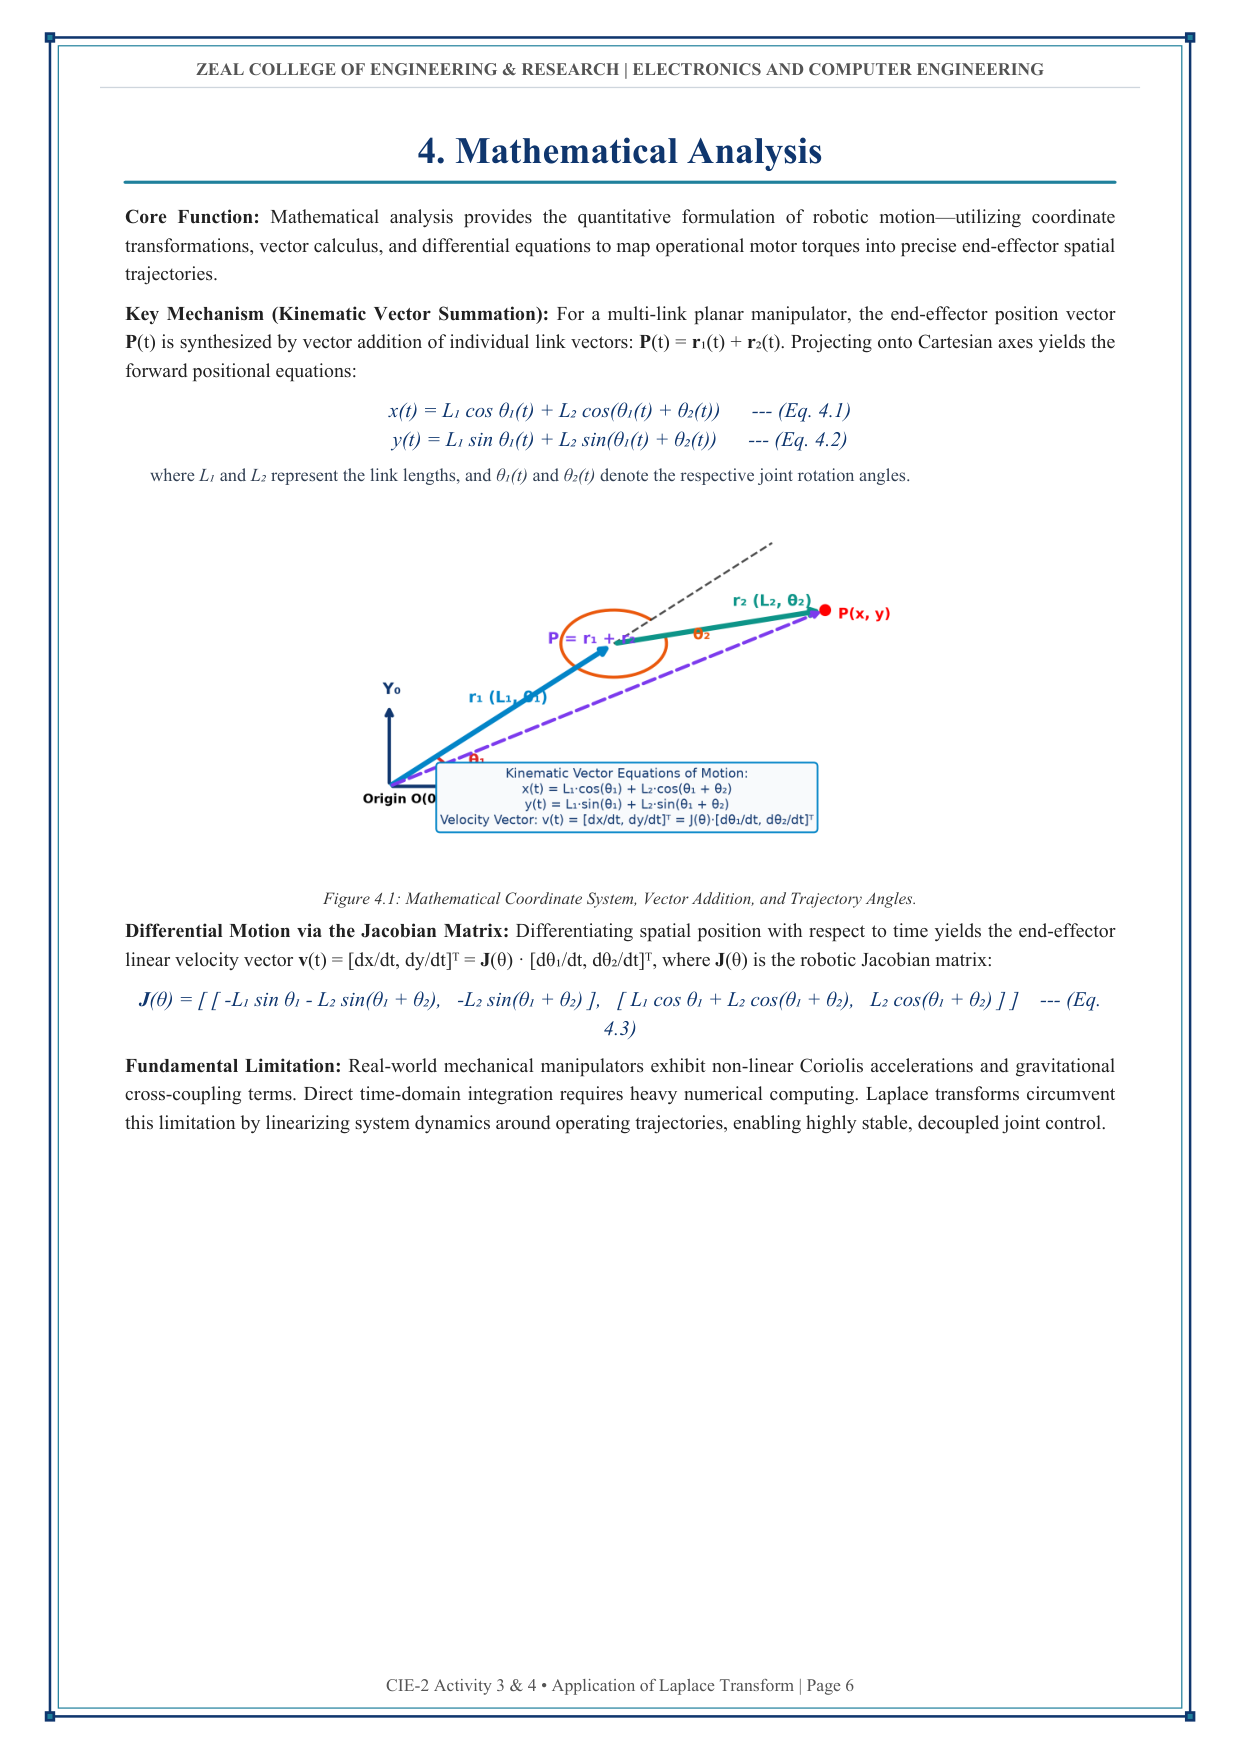 ZEAL COLLEGE OF ENGINEERING & RESEARCH | ELECTRONICS AND COMPUTER ENGINEERING
4. Mathematical Analysis
Core Function: Mathematical analysis provides the quantitative formulation of robotic motion—utilizing coordinate
transformations, vector calculus, and differential equations to map operational motor torques into precise end-effector spatial
trajectories.
Key Mechanism (Kinematic Vector Summation): For a multi-link planar manipulator, the end-effector position vector
P(t) is synthesized by vector addition of individual link vectors: P(t) = r₁(t) + r₂(t). Projecting onto Cartesian axes yields the
forward positional equations:
x(t) = L₁ cos θ₁(t) + L₂ cos(θ₁(t) + θ₂(t)) --- (Eq. 4.1)
y(t) = L₁ sin θ₁(t) + L₂ sin(θ₁(t) + θ₂(t)) --- (Eq. 4.2)
where L₁ and L₂ represent the link lengths, and θ₁(t) and θ₂(t) denote the respective joint rotation angles.
r₂ (L₂, θ₂)
P(x, y)
θ₂
P = r₁ + r₂
Y₀
r₁ (L₁, θ₁)
θ₁
Origin O(0
Kinematic Vector Equations of Motion:
x(t) = L₁·cos(θ₁) + L₂·cos(θ₁ + θ₂)
y(t) = L₁·sin(θ₁) + L₂·sin(θ₁ + θ₂)
Velocity Vector: v(t) = [dx/dt, dy/dt]ᵀ = J(θ)·[dθ₁/dt, dθ₂/dt]ᵀ
Figure 4.1: Mathematical Coordinate System, Vector Addition, and Trajectory Angles.
Differential Motion via the Jacobian Matrix: Differentiating spatial position with respect to time yields the end-effector
linear velocity vector v(t) = [dx/dt, dy/dt]ᵀ = J(θ) · [dθ₁/dt, dθ₂/dt]ᵀ, where J(θ) is the robotic Jacobian matrix:
J(θ) = [ [ -L₁ sin θ₁ - L₂ sin(θ₁ + θ₂), -L₂ sin(θ₁ + θ₂) ], [ L₁ cos θ₁ + L₂ cos(θ₁ + θ₂), L₂ cos(θ₁ + θ₂) ] ] --- (Eq.
4.3)
Fundamental Limitation: Real-world mechanical manipulators exhibit non-linear Coriolis accelerations and gravitational
cross-coupling terms. Direct time-domain integration requires heavy numerical computing. Laplace transforms circumvent
this limitation by linearizing system dynamics around operating trajectories, enabling highly stable, decoupled joint control.
CIE-2 Activity 3 & 4 • Application of Laplace Transform | Page 6